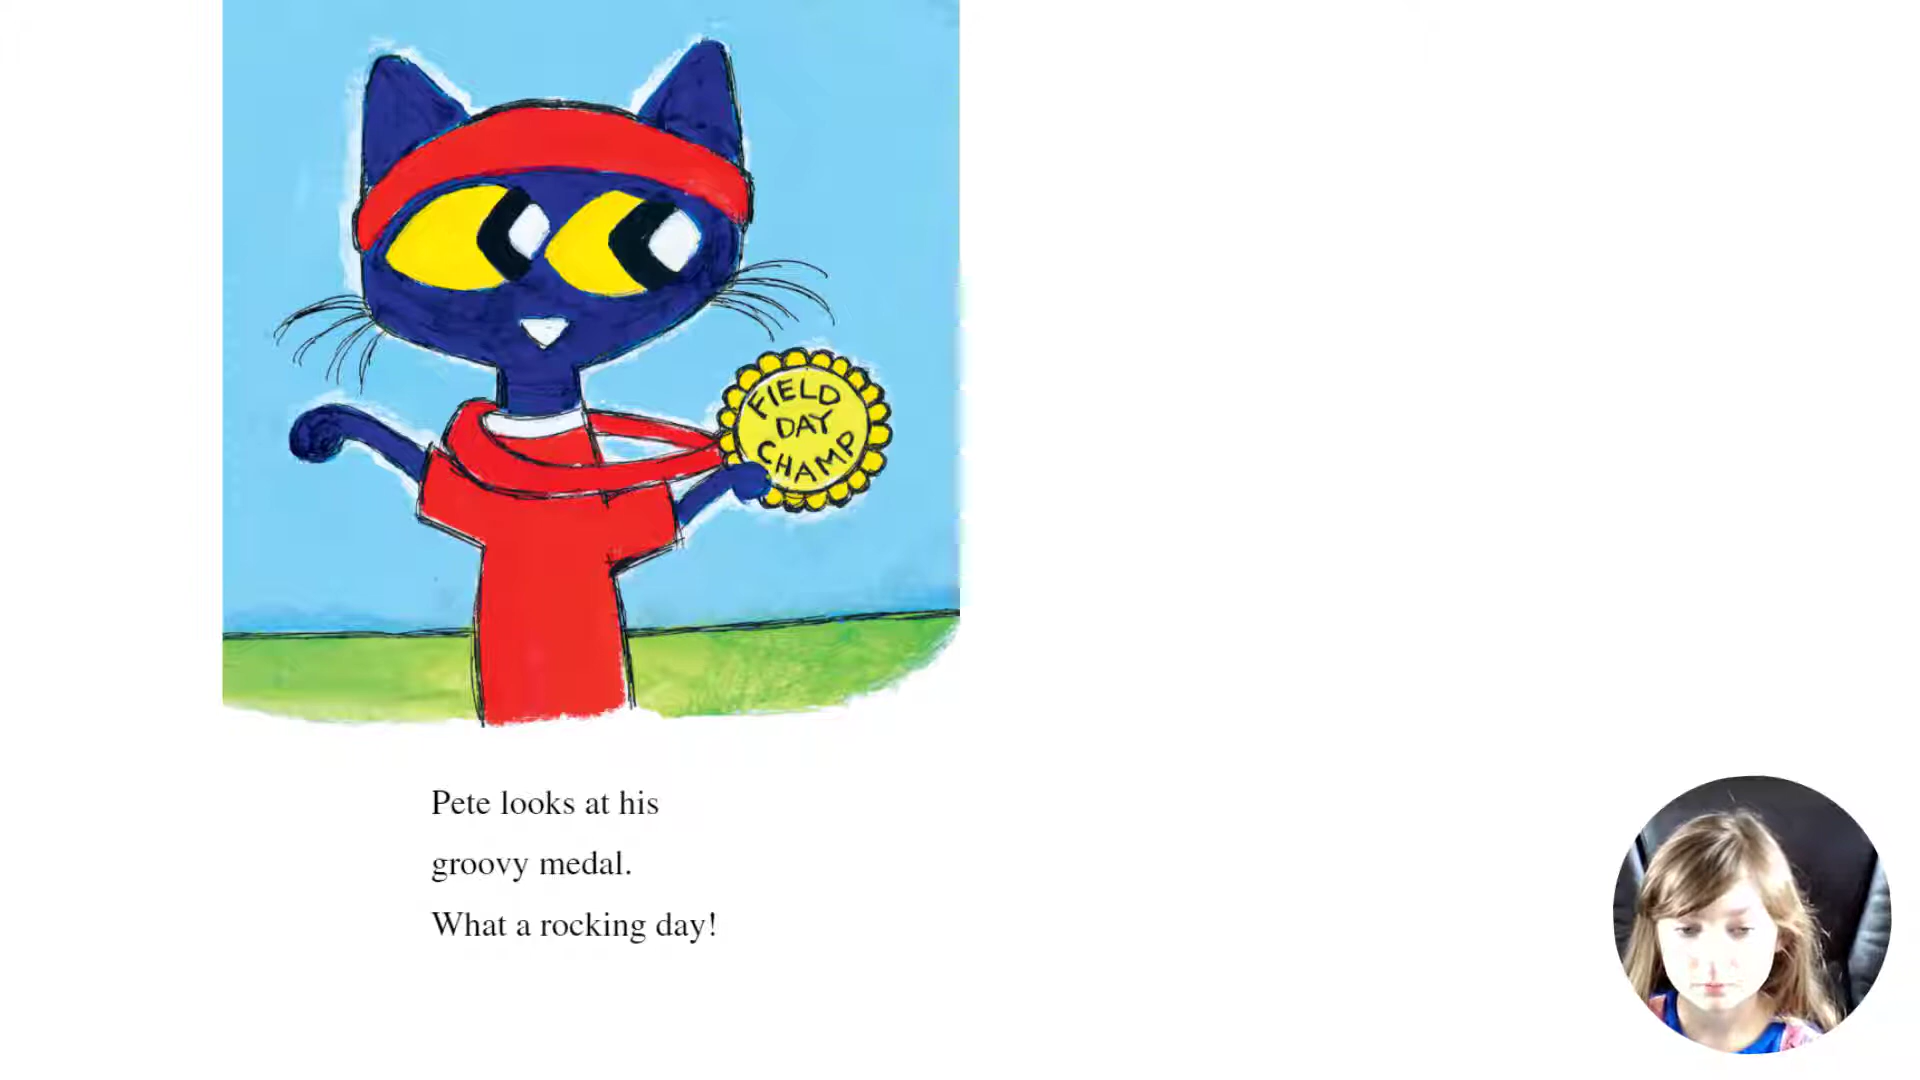 FIELD
DAY
CHAMP
Pete looks at his
groovy medal.
What a rocking day!